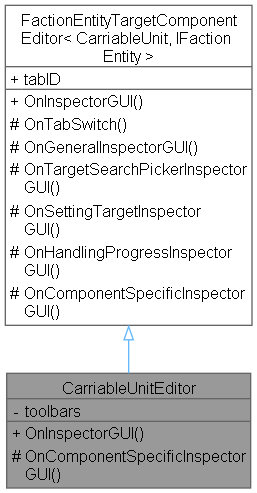 FactionEntityTargetComponent
Editor< CarriableUnit, IFaction
Entity >
+ tabID
+ OnInspectorGUI()
# OnTabSwitch()
# OnGeneralInspectorGUI()
# OnTargetSearchPickerInspector
GUI()
# OnSettingTargetInspector
GUI()
# OnHandlingProgressInspector
GUI()
# OnComponentSpecificInspector
GUI()
CarriableUnitEditor
- toolbars
+ OnInspectorGUI()
# OnComponentSpecificInspector
GUI()